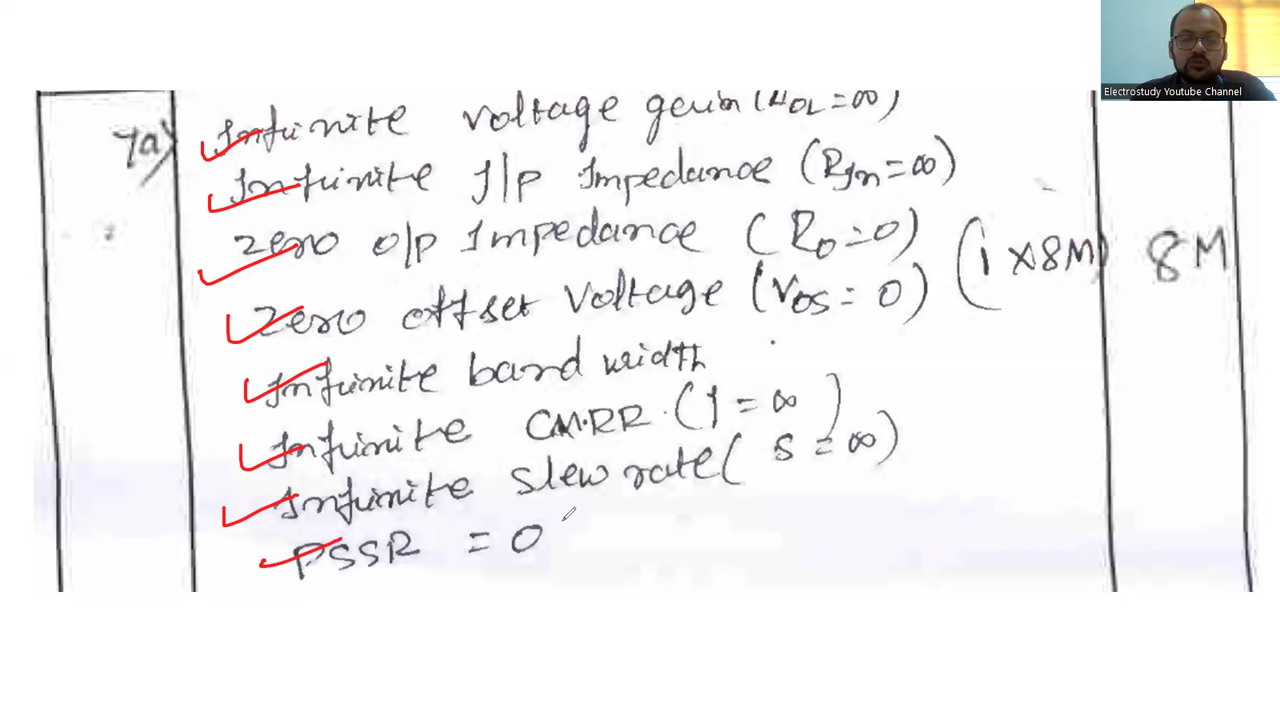 Electrostudy Youtube Channel
7a) Infinite voltage gain (AOL = ∞)
Infinite I/p Impedance (RIn = ∞)
Zero o/p Impedance (Ro = 0)
Zero offset Voltage (VOS = 0) (1 × 8M) 8M
Infinite band width
Infinite CMRR. (f = ∞)
Infinite Slew rate (S = ∞)
PSSR = 0